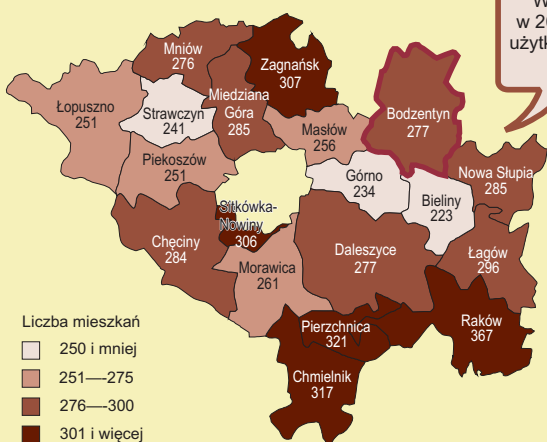 W
w 20
użytk
Mniów
276
Zagnańsk
307
Łopuszno
251
Strawczyn
241
Miedziana
Góra
285
Masłów
256
Bodzentyn
277
Piekoszów
251
Górno
234
Nowa Słupia
285
Bieliny
223
Sitkówka-
Nowiny
306
Chęciny
284
Daleszyce
277
Łagów
296
Morawica
261
Pierzchnica
321
Raków
367
Chmielnik
317
Liczba mieszkań
250 i mniej
251—-275
276—-300
301 i więcej